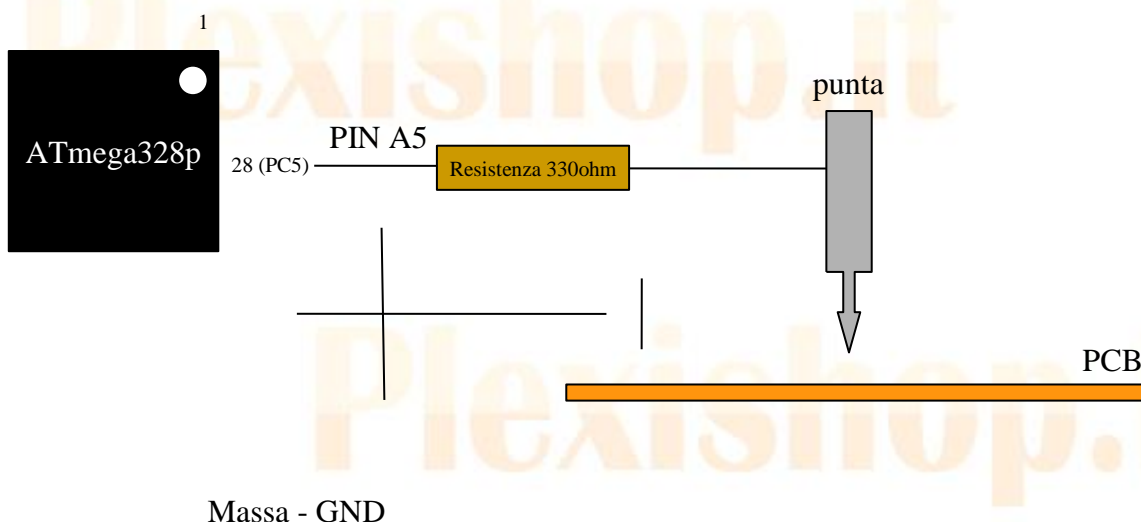 Plexishop.it
1
punta
ATmega328p
28 (PC5)
PIN A5
Resistenza 330ohm
PCB
Plexishop.
Massa - GND